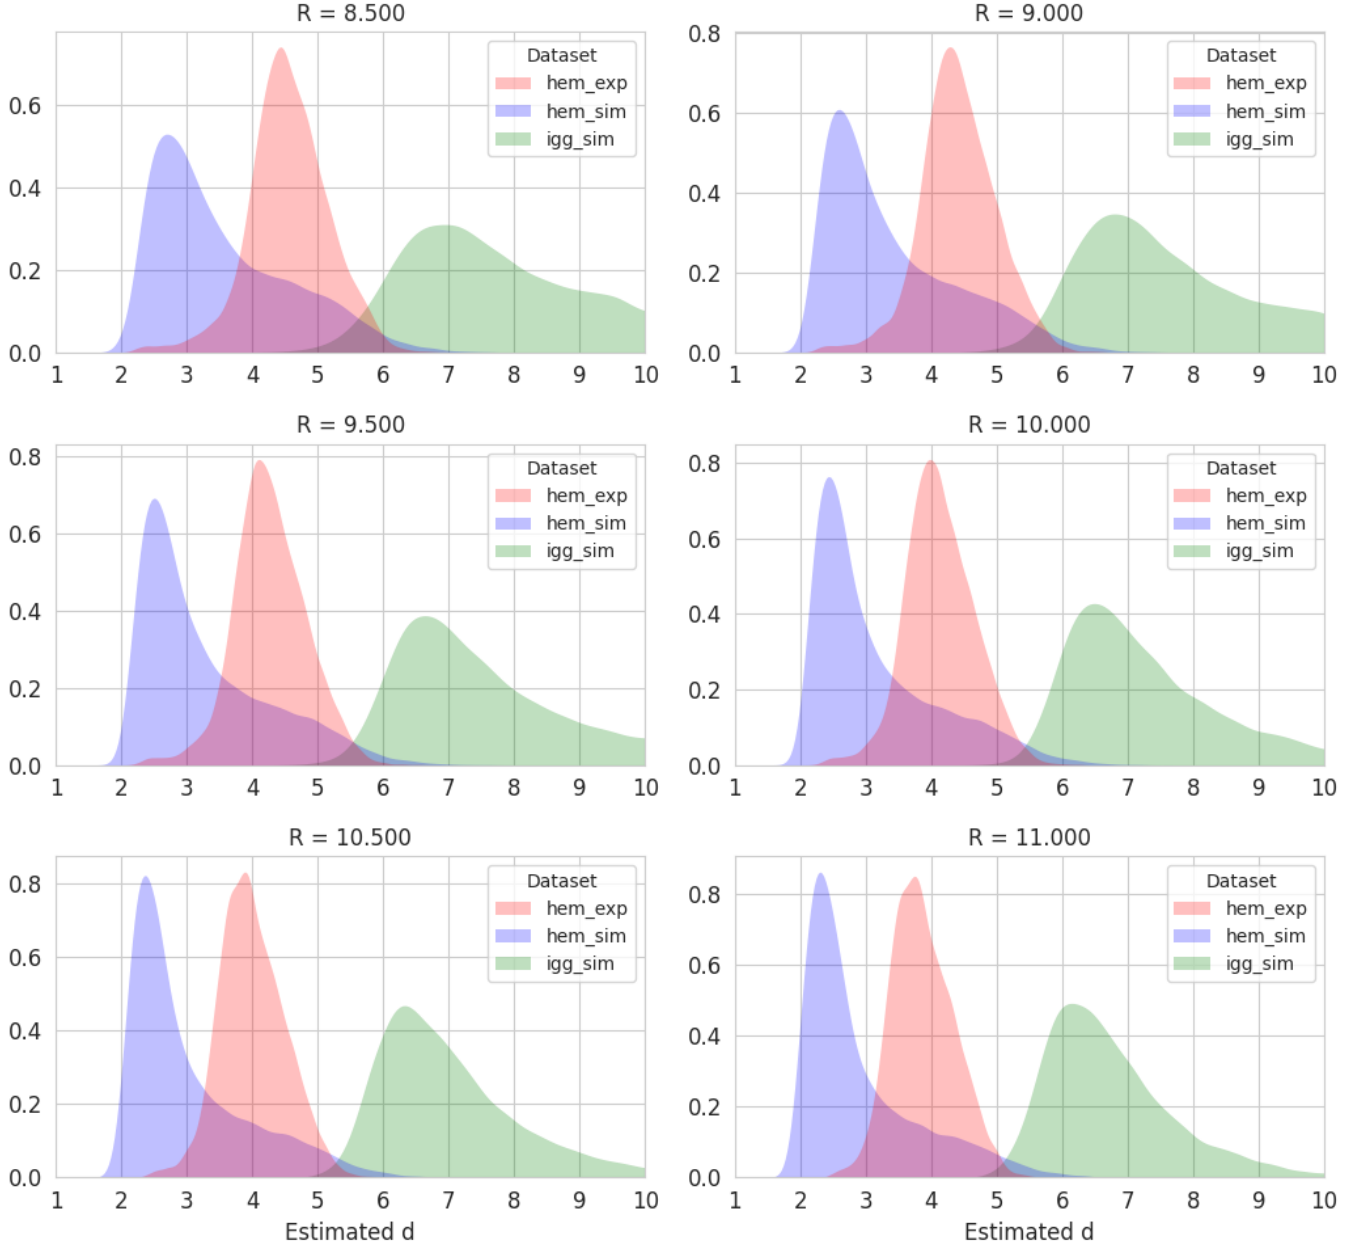 R = 8.500
Dataset
hem_exp
hem_sim
igg_sim
0.6
0.4
0.2
0.0
1 2 3 4 5 6 7 8 9 10
R = 9.000
Dataset
hem_exp
hem_sim
igg_sim
0.8
0.6
0.4
0.2
0.0
1 2 3 4 5 6 7 8 9 10
R = 9.500
Dataset
hem_exp
hem_sim
igg_sim
0.8
0.6
0.4
0.2
0.0
1 2 3 4 5 6 7 8 9 10
R = 10.000
Dataset
hem_exp
hem_sim
igg_sim
0.8
0.6
0.4
0.2
0.0
1 2 3 4 5 6 7 8 9 10
R = 10.500
Dataset
hem_exp
hem_sim
igg_sim
0.8
0.6
0.4
0.2
0.0
1 2 3 4 5 6 7 8 9 10
Estimated d
R = 11.000
Dataset
hem_exp
hem_sim
igg_sim
0.8
0.6
0.4
0.2
0.0
1 2 3 4 5 6 7 8 9 10
Estimated d